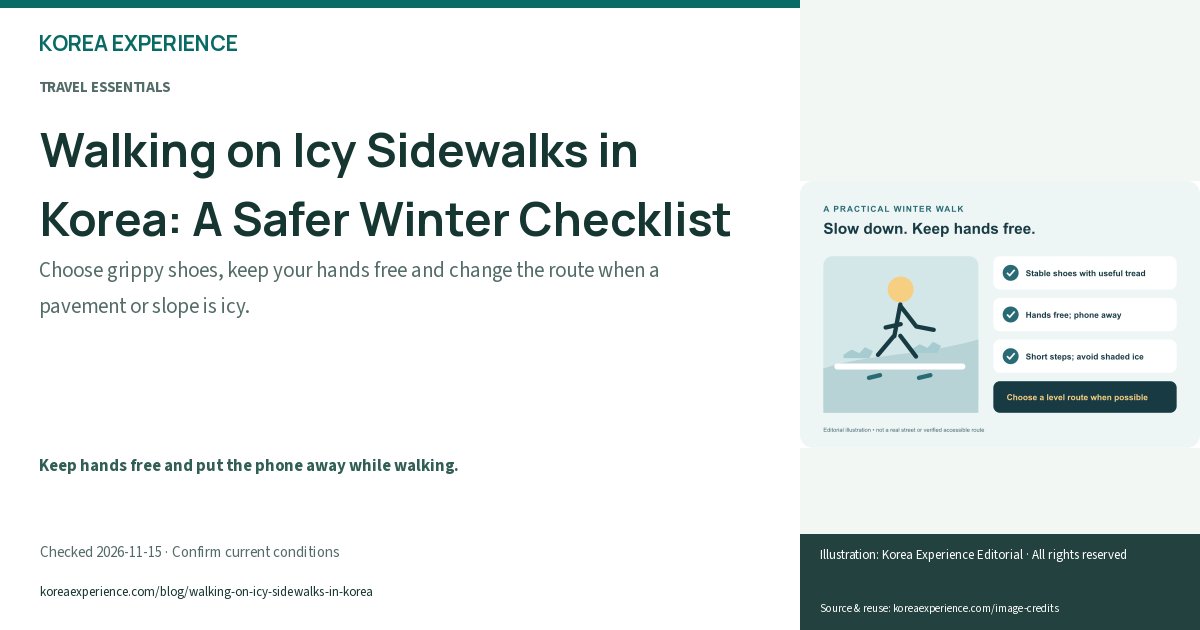 KOREA EXPERIENCE
TRAVEL ESSENTIALS
Walking on Icy Sidewalks in
Korea: A Safer Winter Checklist
Choose grippy shoes, keep your hands free and change the route when a
pavement or slope is icy.
Keep hands free and put the phone away while walking.
Checked 2026-11-15 · Confirm current conditions
koreaexperience.com/blog/walking-on-icy-sidewalks-in-korea
A PRACTICAL WINTER WALK
Slow down. Keep hands free.
Stable shoes with useful tread
Hands free; phone away
Short steps; avoid shaded ice
Choose a level route when possible
Editorial illustration • not a real street or verified accessible route
Illustration: Korea Experience Editorial · All rights reserved
Source & reuse: koreaexperience.com/image-credits